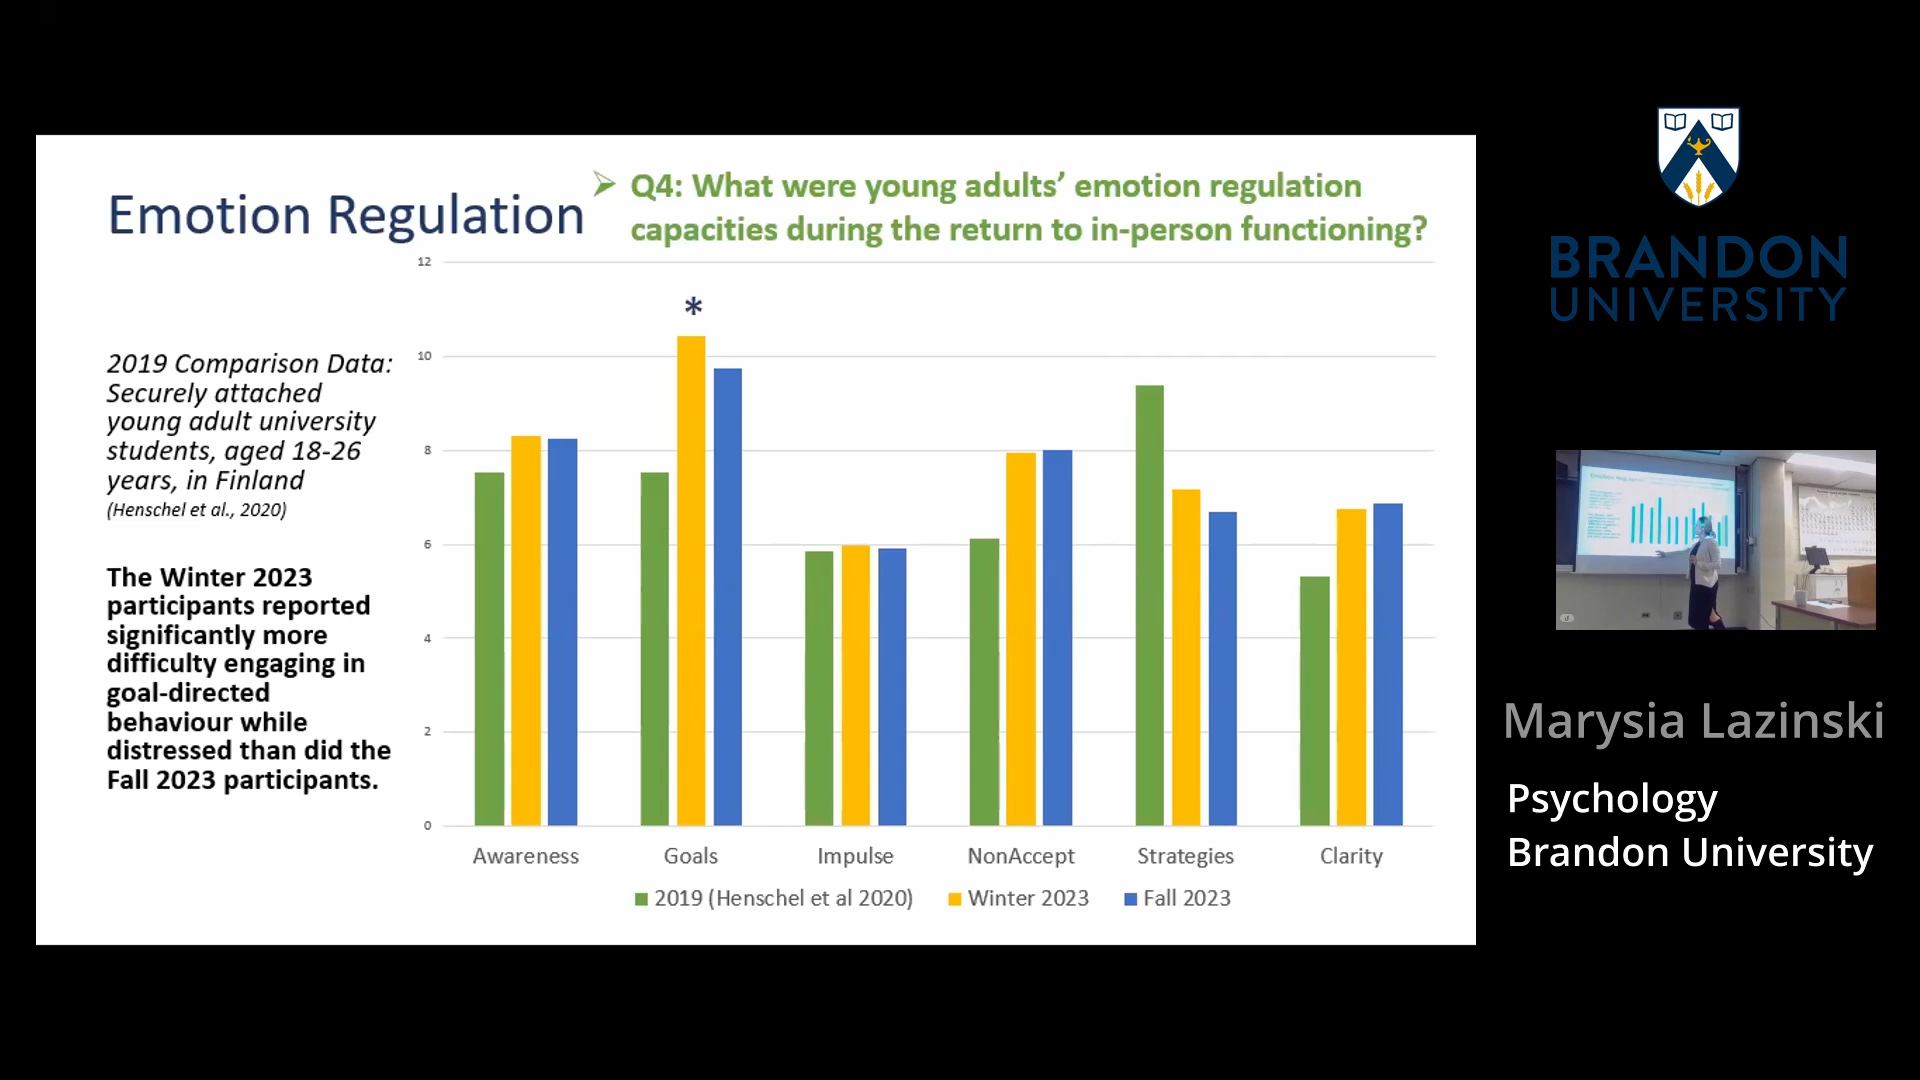 Emotion Regulation
Q4: What were young adults’ emotion regulation
capacities during the return to in-person functioning?
2019 Comparison Data:
Securely attached
young adult university
students, aged 18-26
years, in Finland
(Henschel et al., 2020)
The Winter 2023
participants reported
significantly more
difficulty engaging in
goal-directed
behaviour while
distressed than did the
Fall 2023 participants.
12
*
10
8
6
4
2
0
Awareness Goals Impulse NonAccept Strategies Clarity
2019 (Henschel et al 2020) Winter 2023 Fall 2023
BRANDON
UNIVERSITY
Emotion Regulation
Marysia Lazinski
Psychology
Brandon University